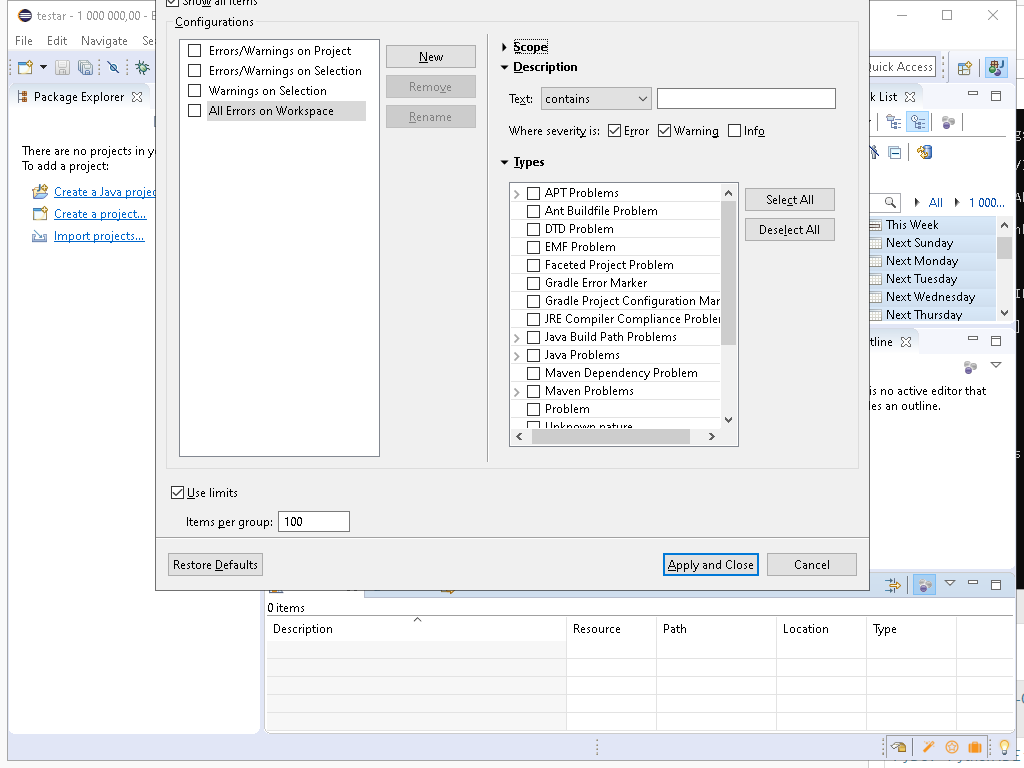 Show all items
testar - 1 000 000,00 - E
Configurations
File Edit Navigate Se
Errors/Warnings on Project
Errors/Warnings on Selection
Warnings on Selection
All Errors on Workspace
New
Remove
Rename
Scope
Description
Text: contains
Where severity is: Error Warning Info
Types
APT Problems
Ant Buildfile Problem
DTD Problem
EMF Problem
Faceted Project Problem
Gradle Error Marker
Gradle Project Configuration Mar
JRE Compiler Compliance Probler
Java Build Path Problems
Java Problems
Maven Dependency Problem
Maven Problems
Problem
Unknown nature
Select All
Deselect All
Use limits
Items per group: 100
Restore Defaults
Apply and Close
Cancel
Package Explorer
There are no projects in y
To add a project:
Create a Java projec
Create a project...
Import projects...
Quick Access
k List
All 1 000...
This Week
Next Sunday
Next Monday
Next Tuesday
Next Wednesday
Next Thursday
tline
is no active editor that
des an outline.
0 items
Description Resource Path Location Type